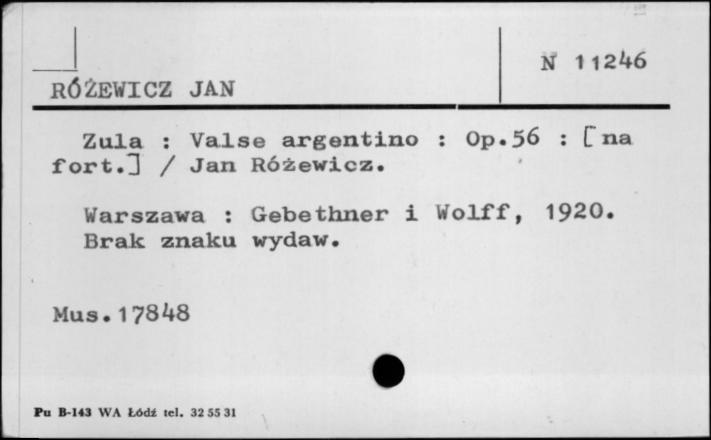 N 11246
RÓŻEWICZ JAN
Zula : Valse argentino : Op.56 : [na
fort.] / Jan Różewicz.
Warszawa : Gebethner i Wolff, 1920.
Brak znaku wydaw.
Mus.17848
Pu B-143 WA Łódź tel. 32 55 31